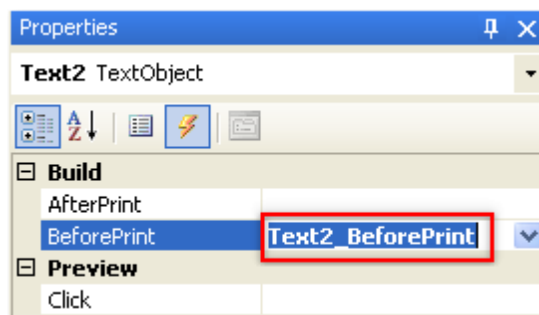 Properties
Text2 TextObject
Build
AfterPrint
BeforePrint Text2_BeforePrint
Preview
Click